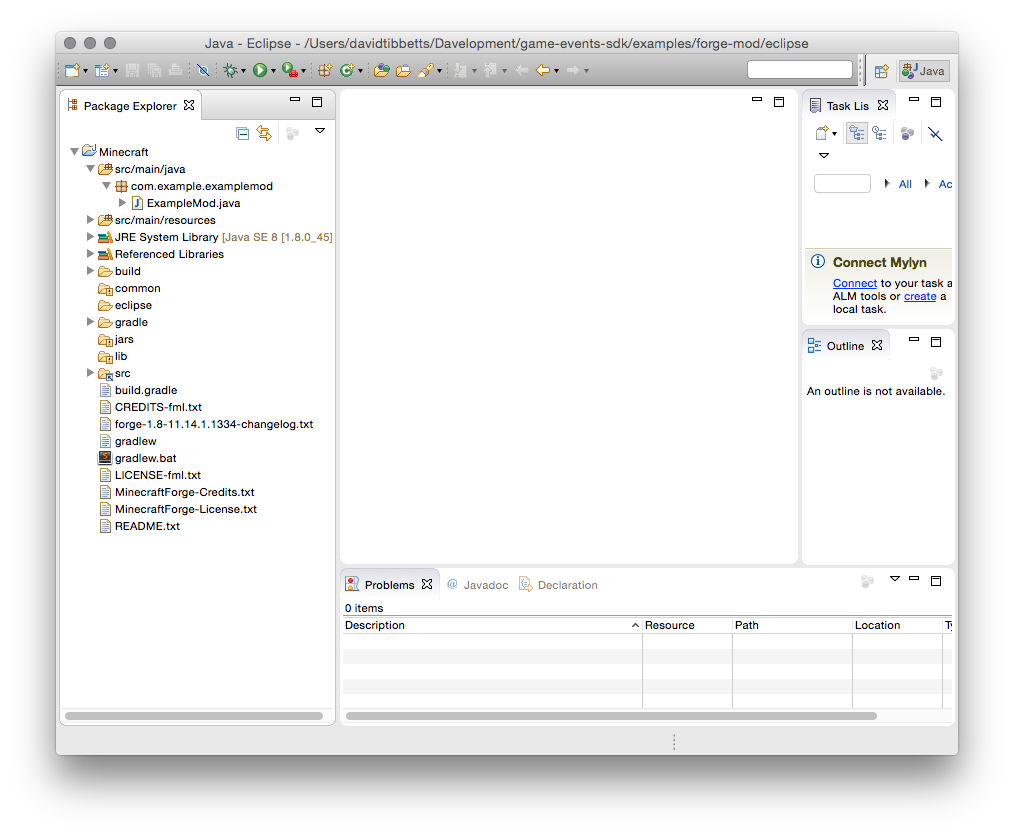 Java - Eclipse - /Users/davidtibbetts/Davelopment/game-events-sdk/examples/forge-mod/eclipse
Java
Package Explorer
Minecraft
src/main/java
com.example.examplemod
ExampleMod.java
src/main/resources
JRE System Library [Java SE 8 [1.8.0_45]
Referenced Libraries
build
common
eclipse
gradle
jars
lib
src
build.gradle
CREDITS-fml.txt
forge-1.8-11.14.1.1334-changelog.txt
gradlew
gradlew.bat
LICENSE-fml.txt
MinecraftForge-Credits.txt
MinecraftForge-License.txt
README.txt
Task Lis
All Ac
Connect Mylyn
Connect to your task a
ALM tools or create a
local task.
Outline
An outline is not available.
Problems @ Javadoc Declaration
0 items
Description Resource Path Location Ty